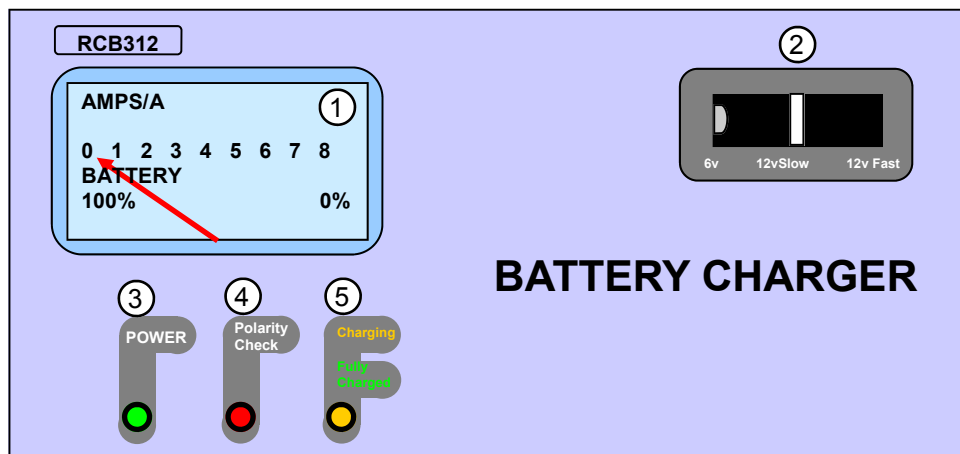 RCB312
2
AMPS/A
1
0 1 2 3 4 5 6 7 8
BATTERY
100% 0%
6v 12vSlow 12v Fast
BATTERY CHARGER
3
4
5
POWER
Polarity
Check
Charging
Fully
Charged